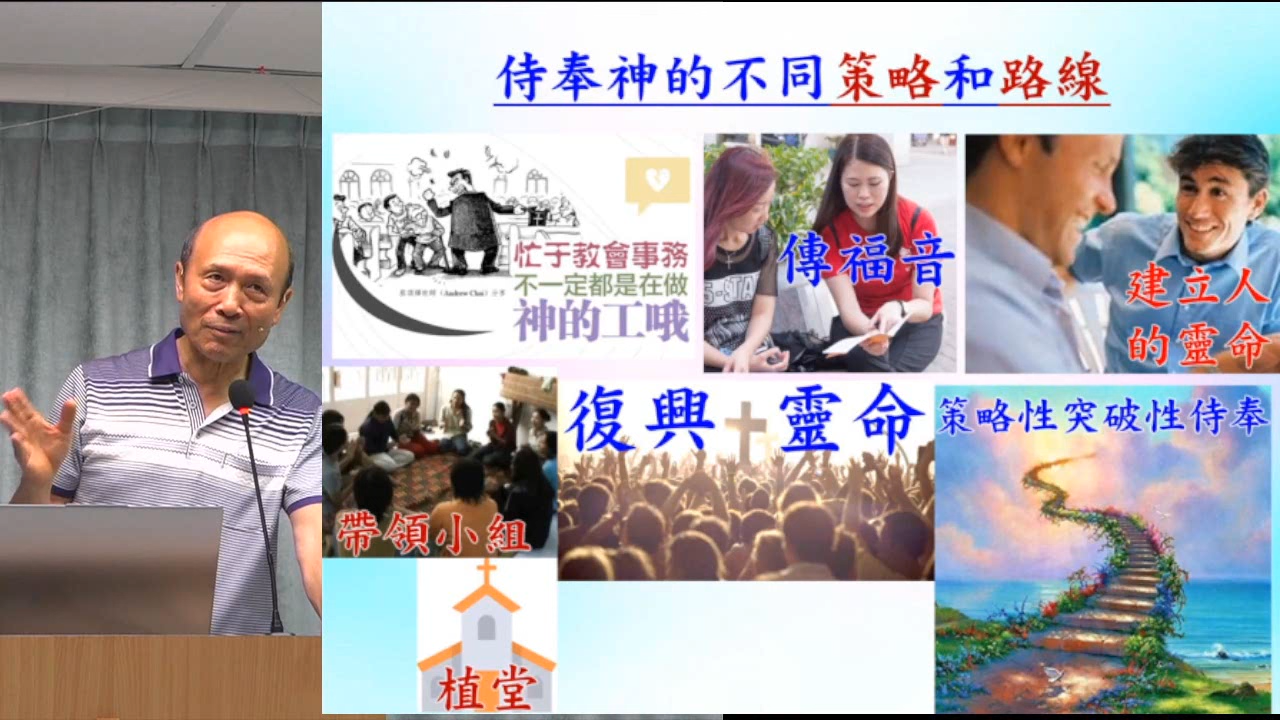 侍奉神的不同策略和路線
忙于教會事務
不一定都是在做
神的工哦
傳福音
建立人
的靈命
帶領小組
復興 靈命
策略性突破性侍奉
植堂